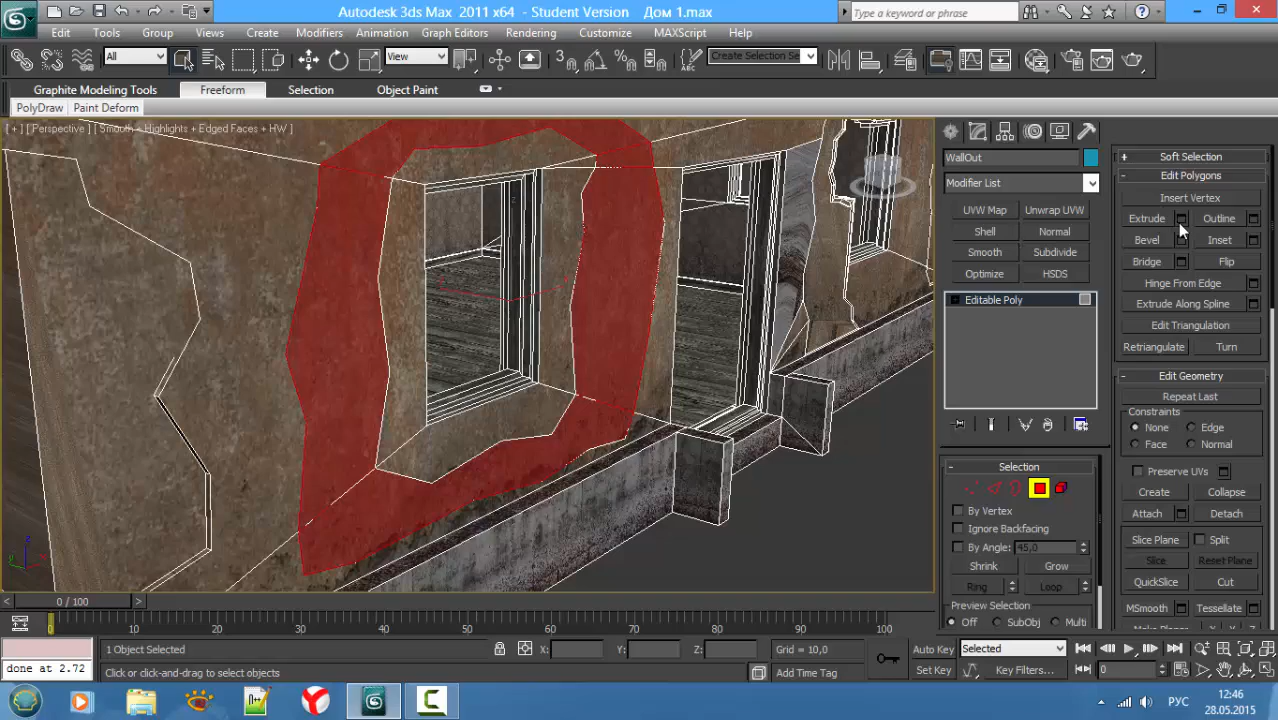 Autodesk 3ds Max 2011 x64 - Student Version Дом 1.max
Type a keyword or phrase
Edit Tools Group Views Create Modifiers Animation Graph Editors Rendering Customize MAXScript Help
All View Create Selection Se
Graphite Modeling Tools Freeform Selection Object Paint
PolyDraw Paint Deform
[ + ] [ Perspective ] [ Smooth + Highlights + Edged Faces + HW ]
WallOut
Modifier List
UVW Map Unwrap UVW
Shell Normal
Smooth Subdivide
Optimize HSDS
Editable Poly
Selection
By Vertex
Ignore Backfacing
By Angle: 45,0
Shrink Grow
Ring Loop
Preview Selection
Off SubObj Multi
Soft Selection
Edit Polygons
Insert Vertex
Extrude Outline
Bevel Inset
Bridge Flip
Hinge From Edge
Extrude Along Spline
Edit Triangulation
Retriangulate Turn
Edit Geometry
Repeat Last
Constraints
None Edge
Face Normal
Preserve UVs
Create Collapse
Attach Detach
Slice Plane Split
Slice Reset Plane
QuickSlice Cut
MSmooth Tessellate
0 / 100
0 10 20 30 40 50 60 70 80 90 100
1 Object Selected X: Y: Z: Grid = 10,0 Auto Key Selected
done at 2.72 Click or click-and-drag to select objects Add Time Tag Set Key Key Filters... 0
РУС
12:46
28.05.2015